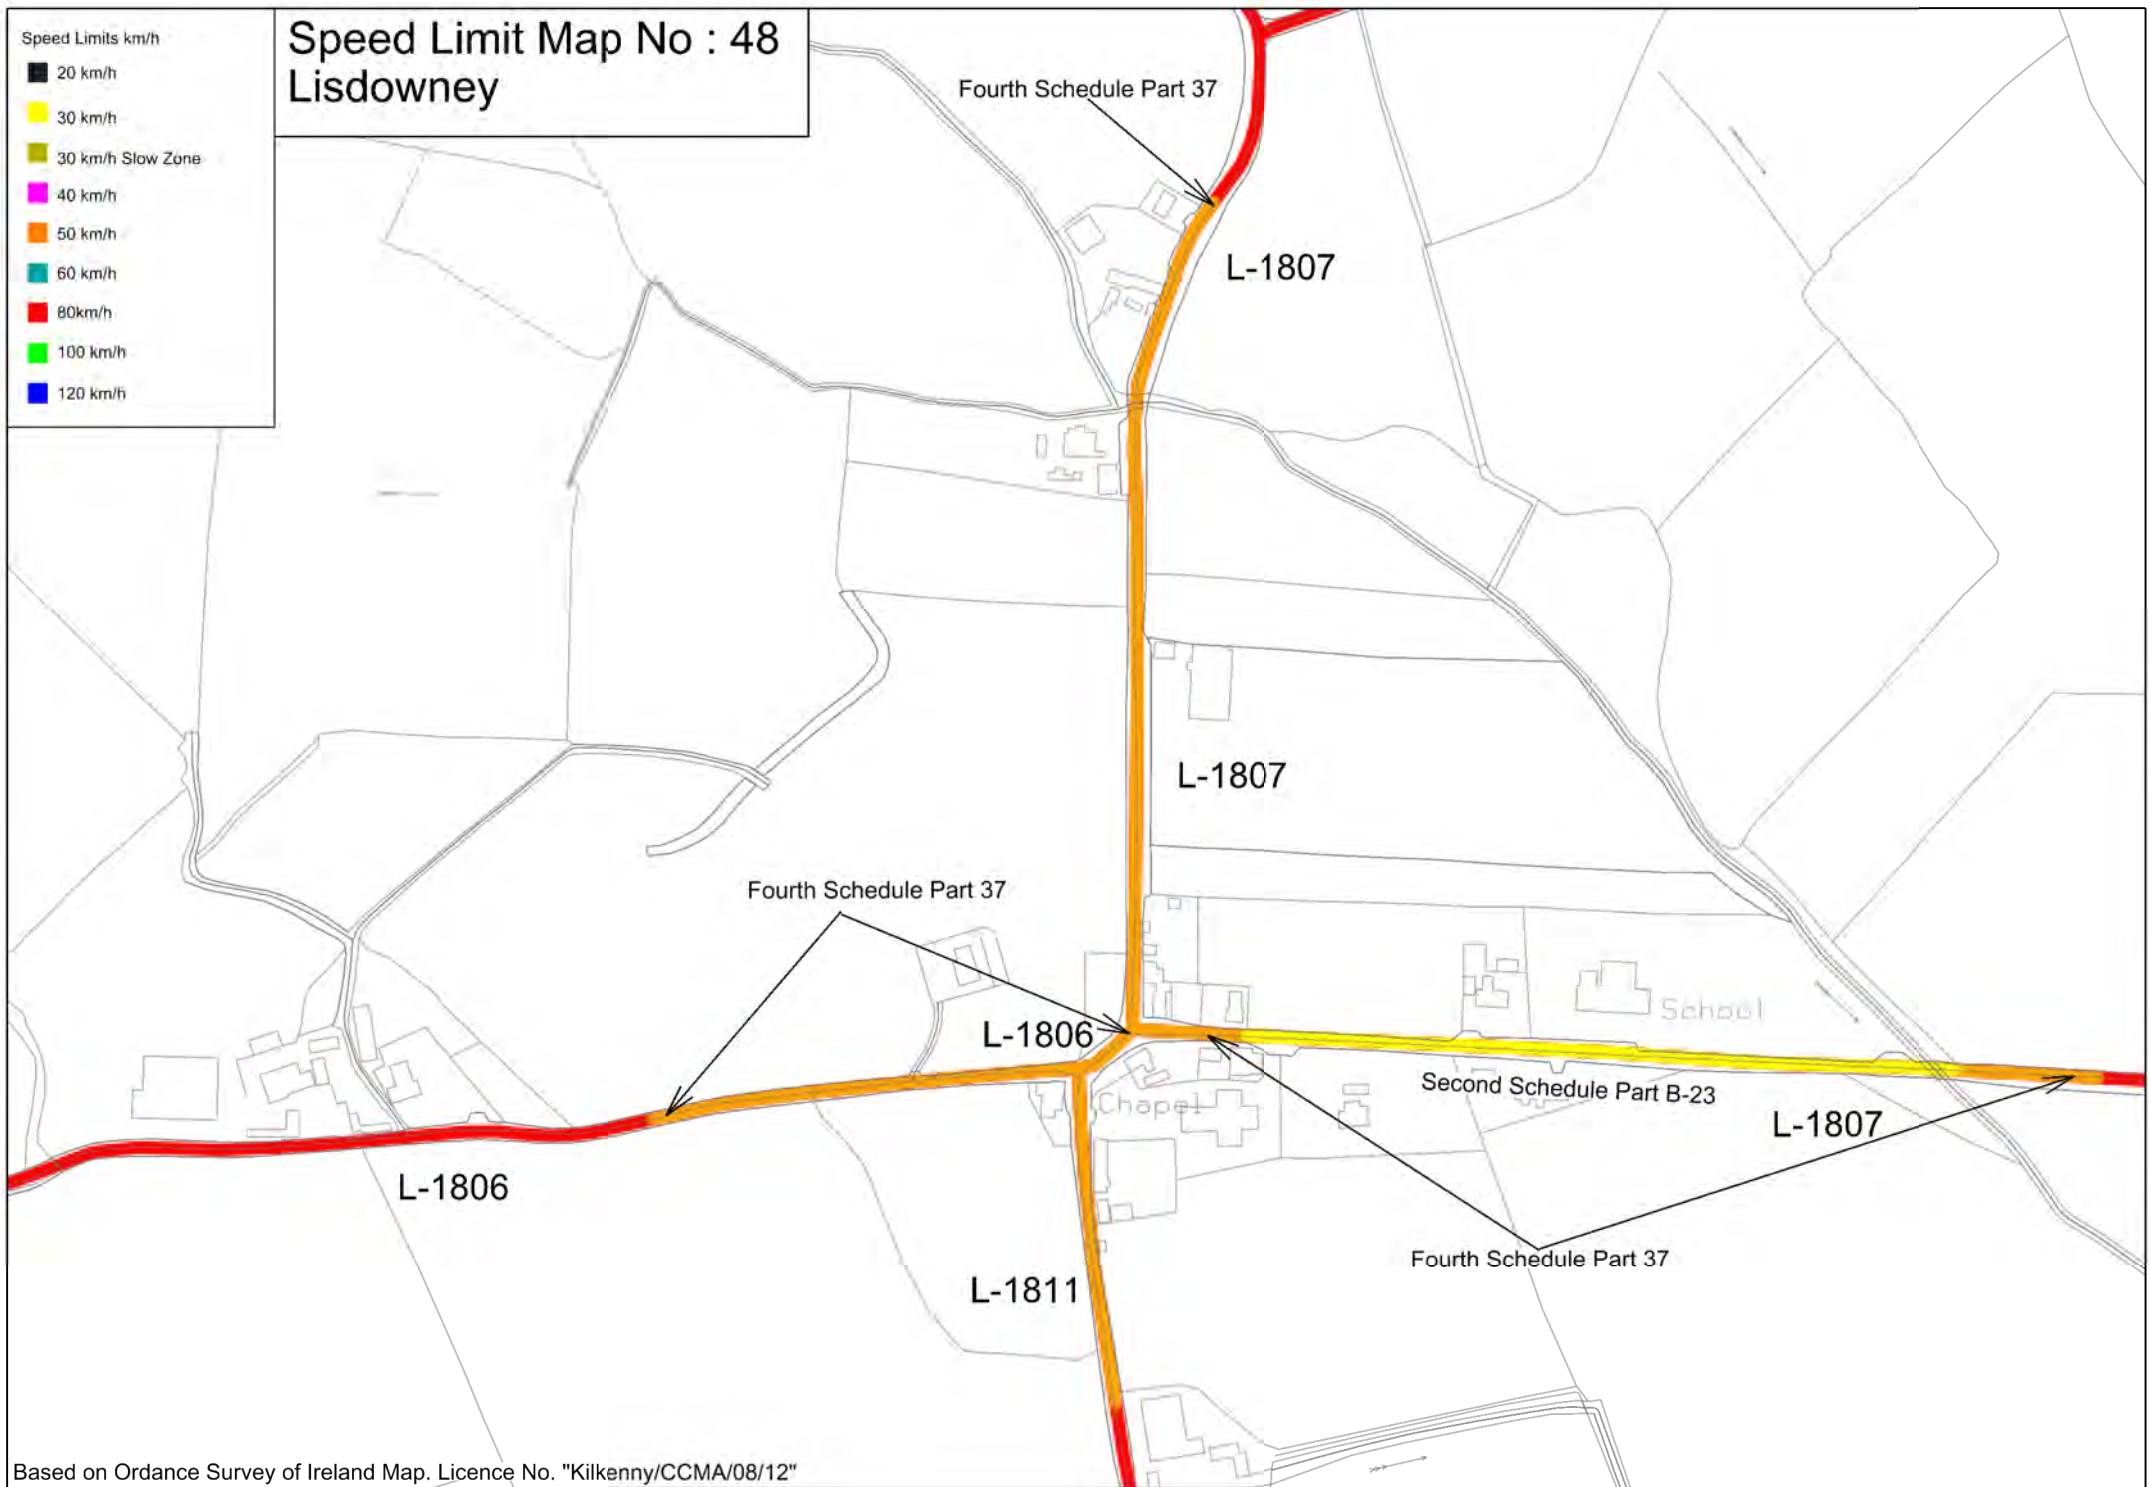 Speed Limits km/h
20 km/h
30 km/h
30 km/h Slow Zone
40 km/h
50 km/h
60 km/h
80km/h
100 km/h
120 km/h
Speed Limit Map No : 48
Lisdowney
Fourth Schedule Part 37
L-1807
L-1807
Fourth Schedule Part 37
L-1806
School
Second Schedule Part B-23
Chapel
L-1807
L-1806
Fourth Schedule Part 37
L-1811
Based on Ordance Survey of Ireland Map. Licence No. "Kilkenny/CCMA/08/12"